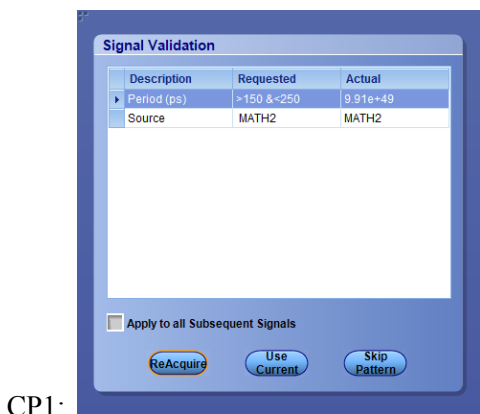 Signal Validation
Description Requested Actual
Period (ps) >150 &<250 9.91e+49
Source MATH2 MATH2
Apply to all Subsequent Signals
ReAcquire Use Current Skip Pattern
CP1: